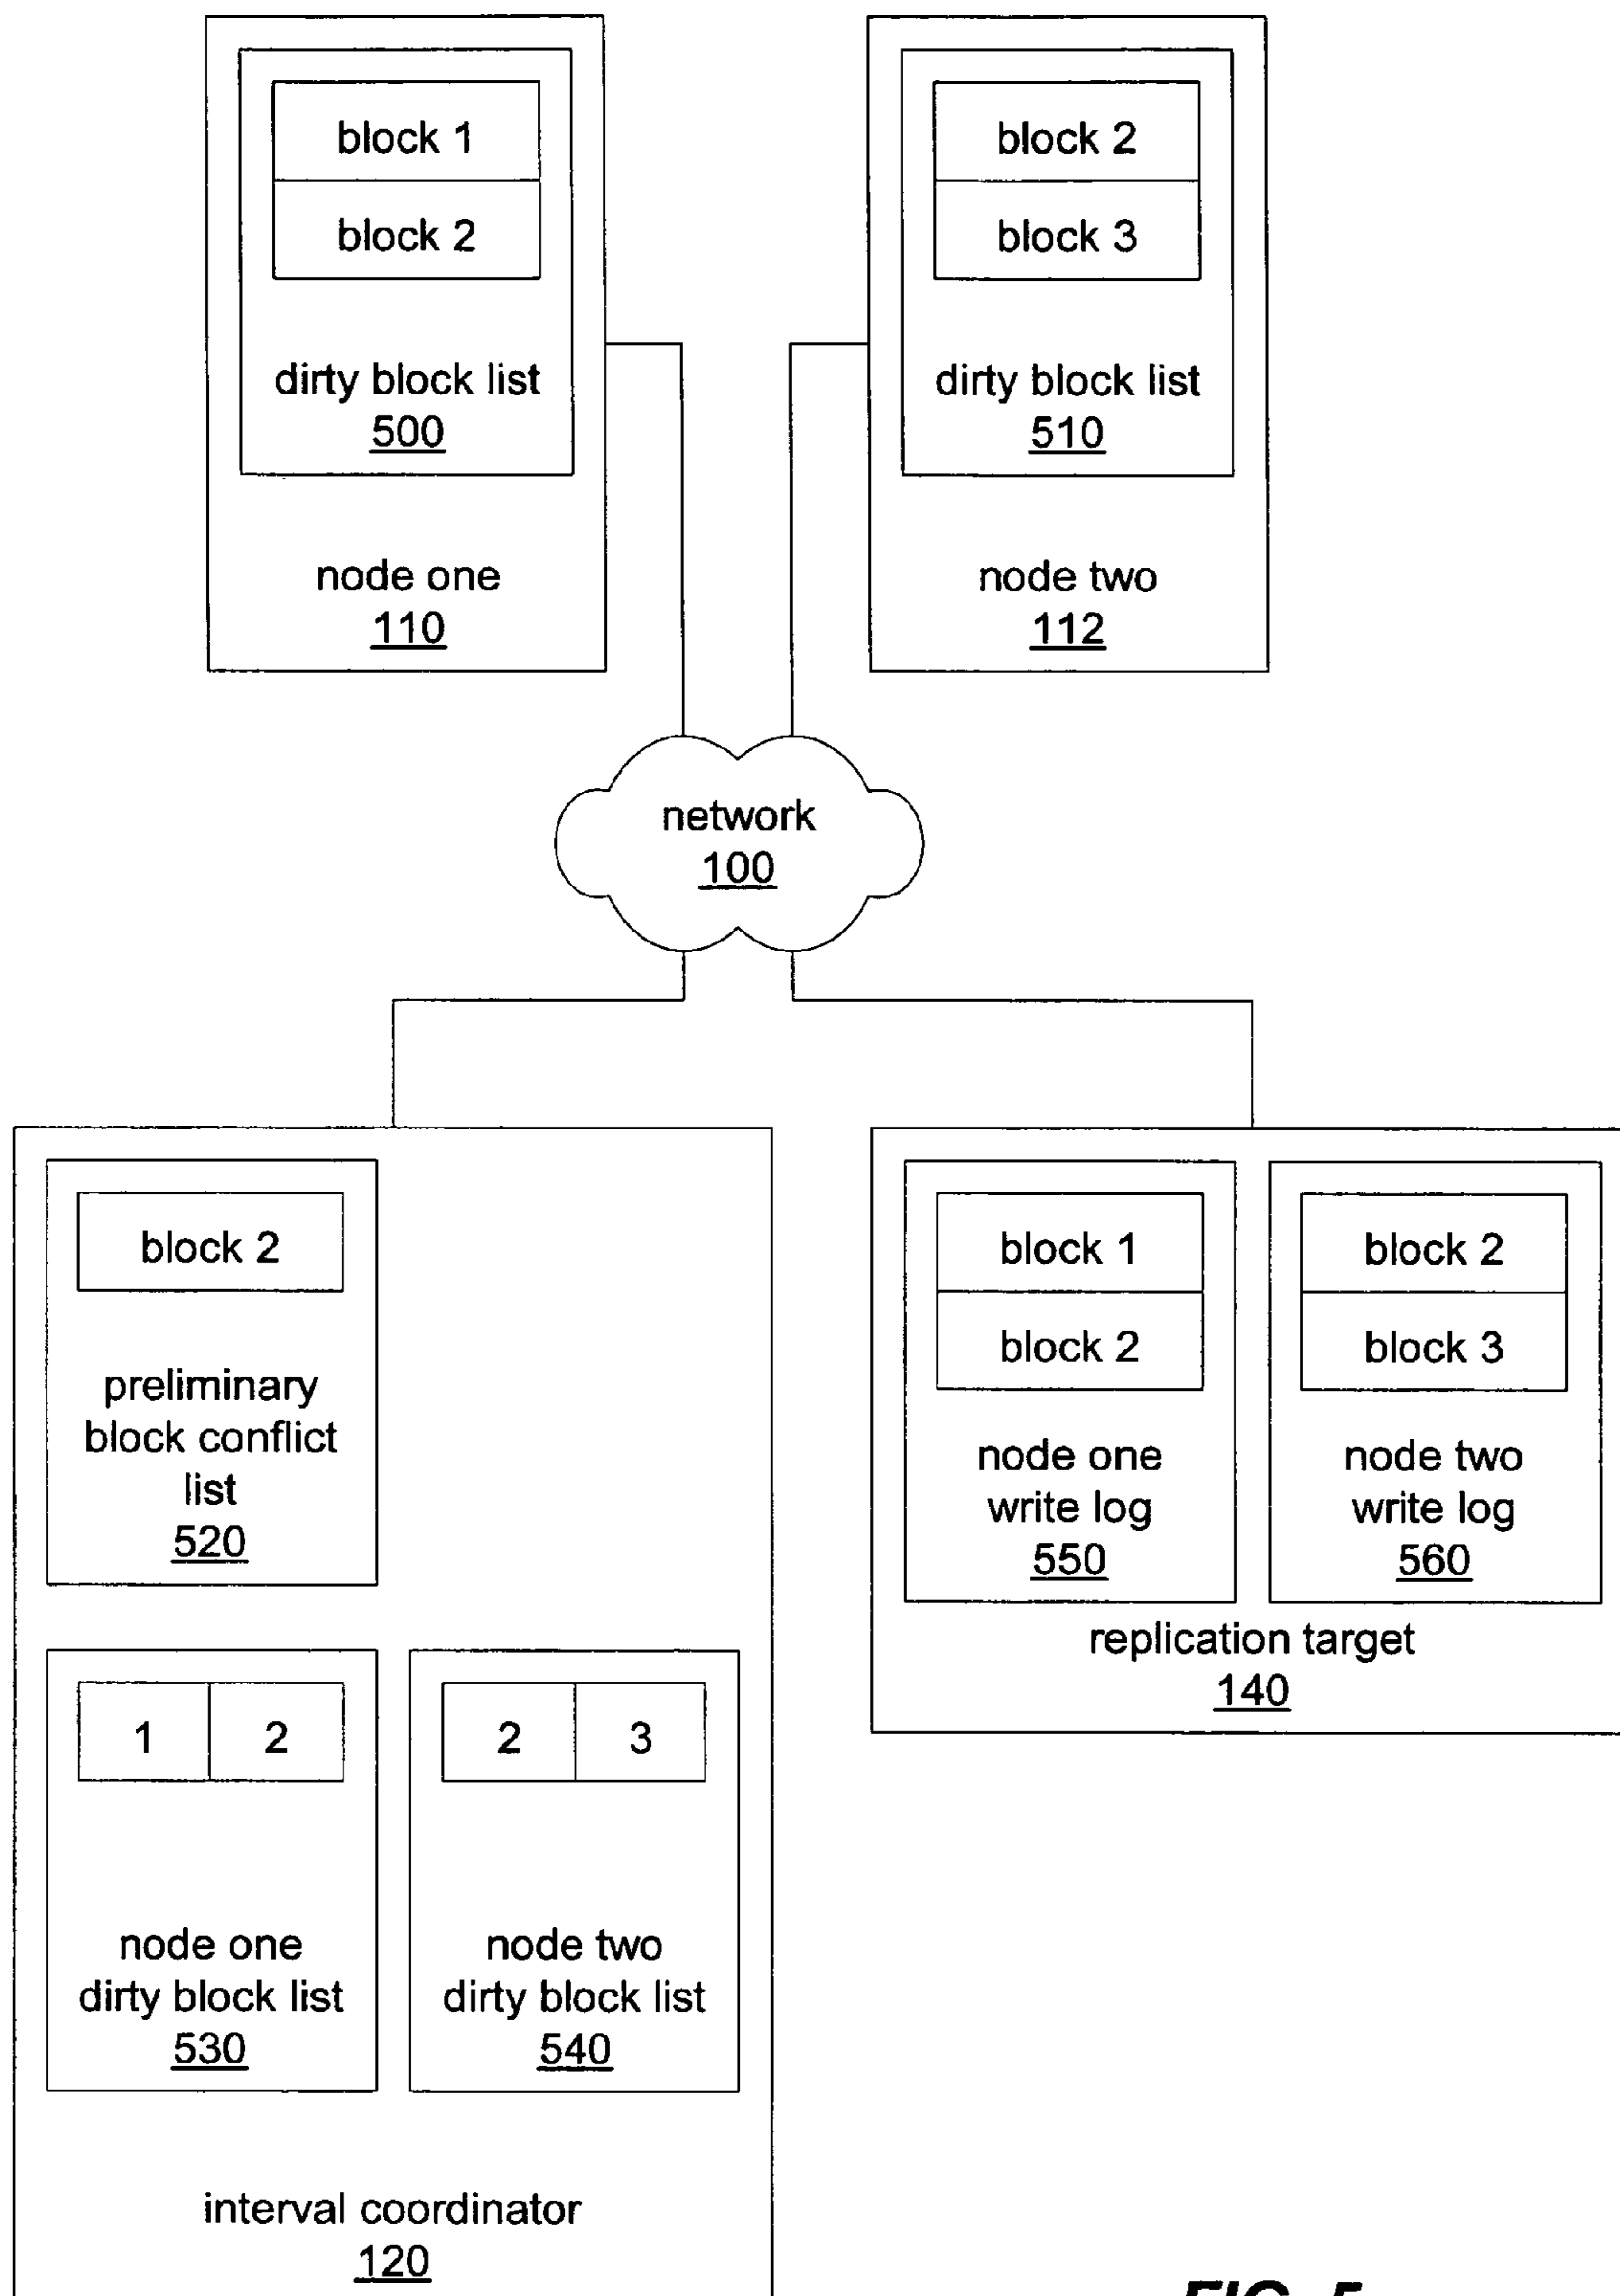 block 1
block 2
dirty block list
500
node one
110
block 2
block 3
dirty block list
510
node two
112
network
100
block 2
preliminary
block conflict
list
520
1 2
node one
dirty block list
530
2 3
node two
dirty block list
540
interval coordinator
120
block 1
block 2
node one
write log
550
block 2
block 3
node two
write log
560
replication target
140
FIG. 5